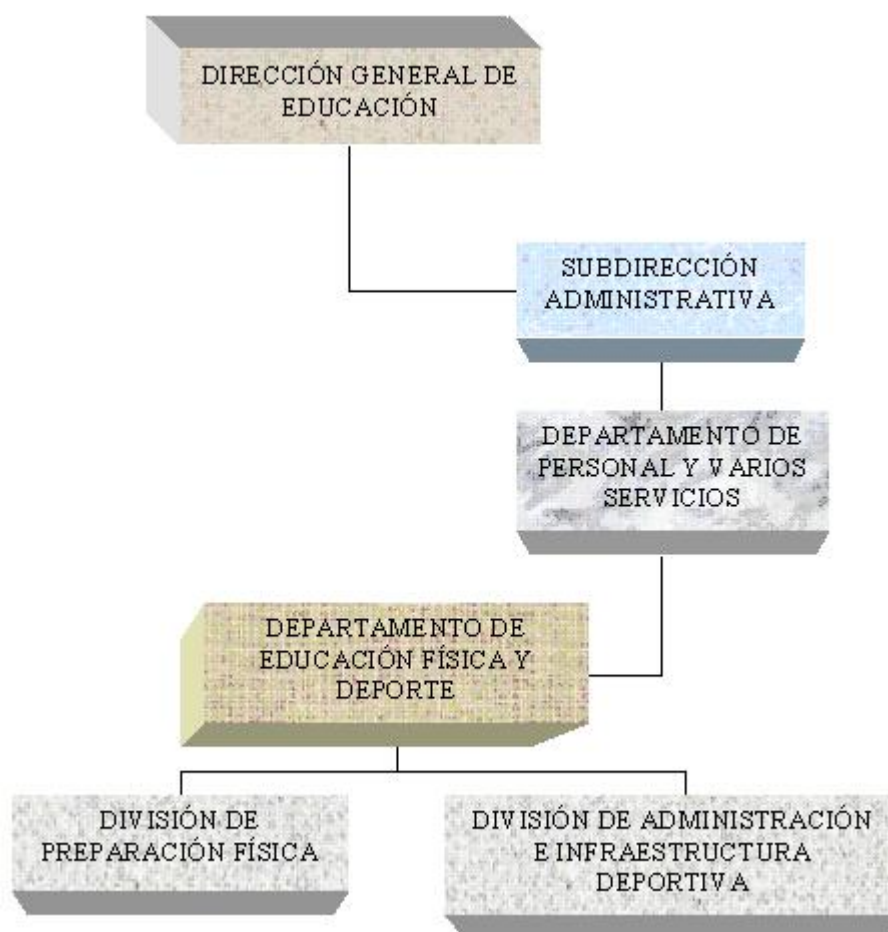 DIRECCIÓN GENERAL DE
EDUCACIÓN
SUBDIRECCIÓN
ADMINISTRATIVA
DEPARTAMENTO DE
PERSONAL Y VARIOS
SERVICIOS
DEPARTAMENTO DE
EDUCACIÓN FÍSICA Y
DEPORTE
DIVISIÓN DE
PREPARACIÓN FÍSICA
DIVISIÓN DE ADMINISTRACIÓN
E INFRAESTRUCTURA
DEPORTIVA